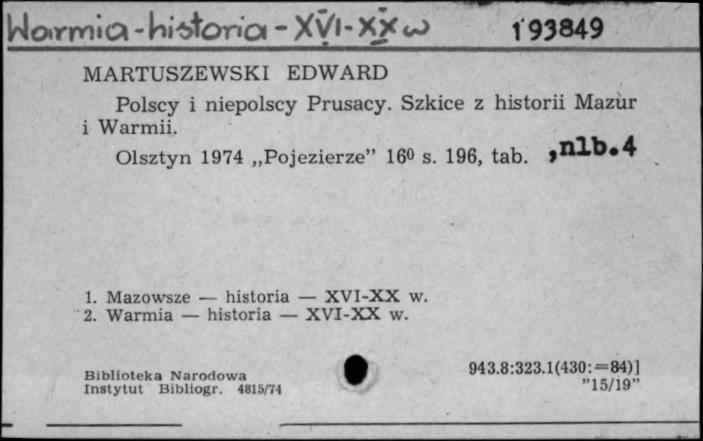 Warmia-historia-XVI-XX w 193849
MARTUSZEWSKI EDWARD
Polscy i niepolscy Prusacy. Szkice z historii Mazur
i Warmii.
Olsztyn 1974 „Pojezierze” 16⁰ s. 196, tab. ,nlb.4
1. Mazowsze — historia — XVI-XX w.
2. Warmia — historia — XVI-XX w.
Biblioteka Narodowa
Instytut Bibliogr. 4815/74
943.8:323.1(430:=84)]
”15/19”